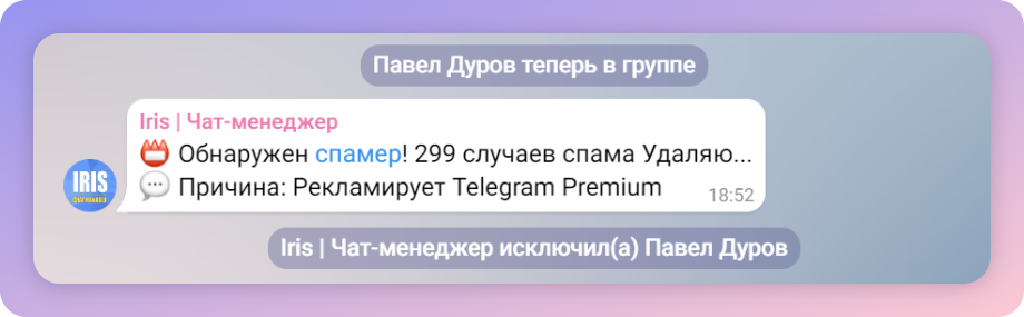 Павел Дуров теперь в группе
Iris | Чат-менеджер
Обнаружен спамер! 299 случаев спама Удаляю...
Причина: Рекламирует Telegram Premium
18:52
IRIS
Iris | Чат-менеджер исключил(а) Павел Дуров